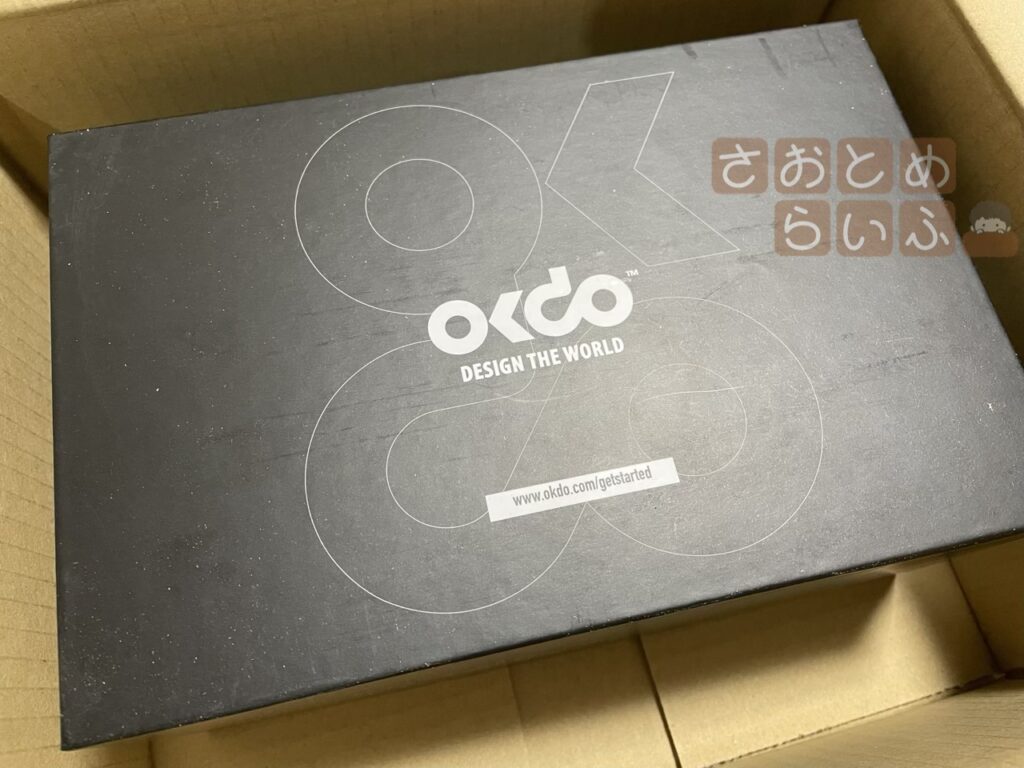 okdo™
DESIGN THE WORLD
www.okdo.com/getstarted
さおとめ
らいふ